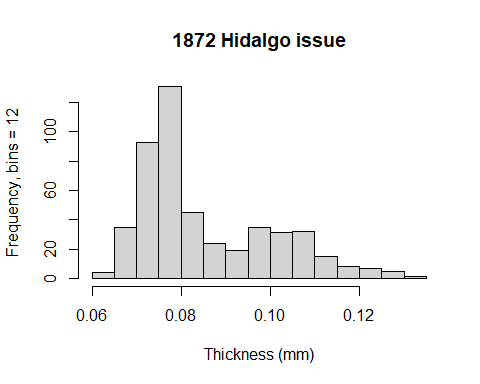 1872 Hidalgo issue
Frequency, bins = 12
100
60
20
0
0.06 0.08 0.10 0.12
Thickness (mm)